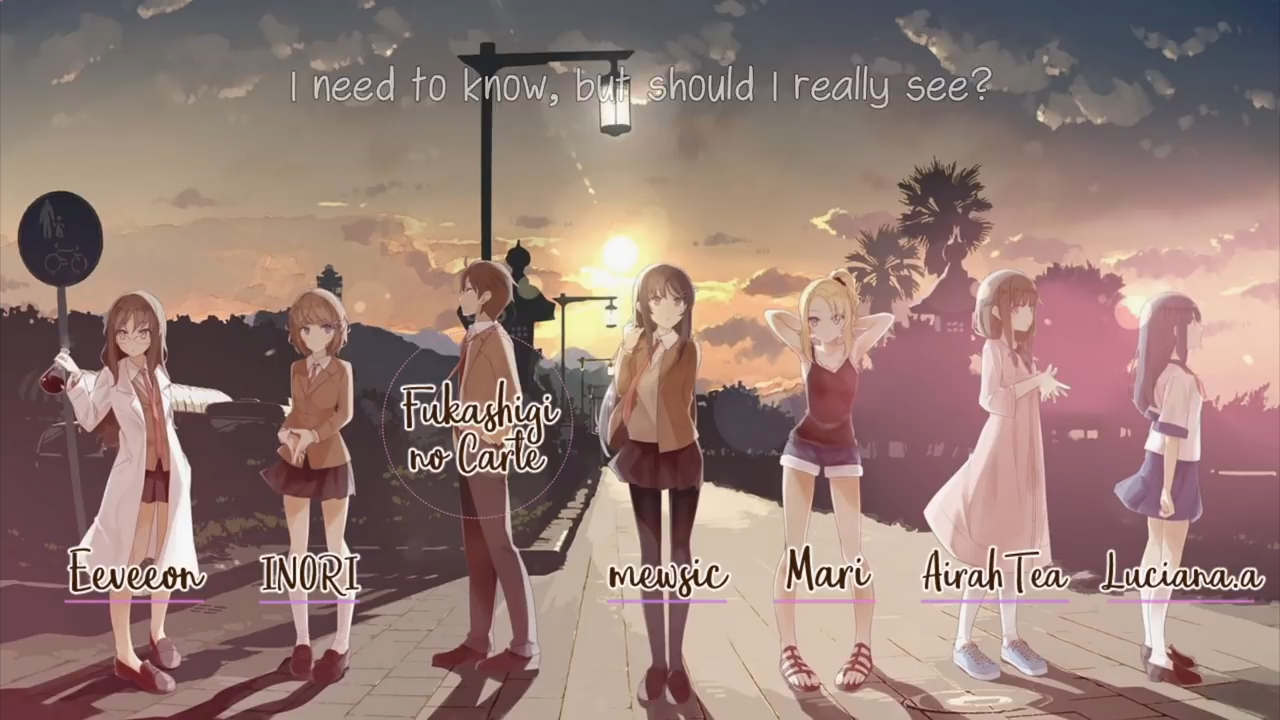 I need to know, but should I really see?
Fukashigi
no Carte
Eeveeon
INORI
mewsic
Mari
AirahTea
Luciana.a